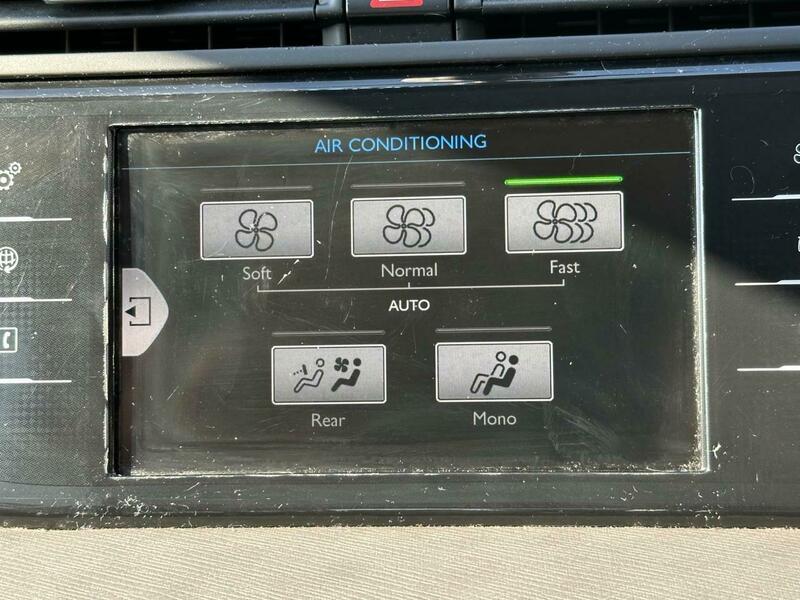 AIR CONDITIONING
Soft Normal Fast
AUTO
Rear Mono